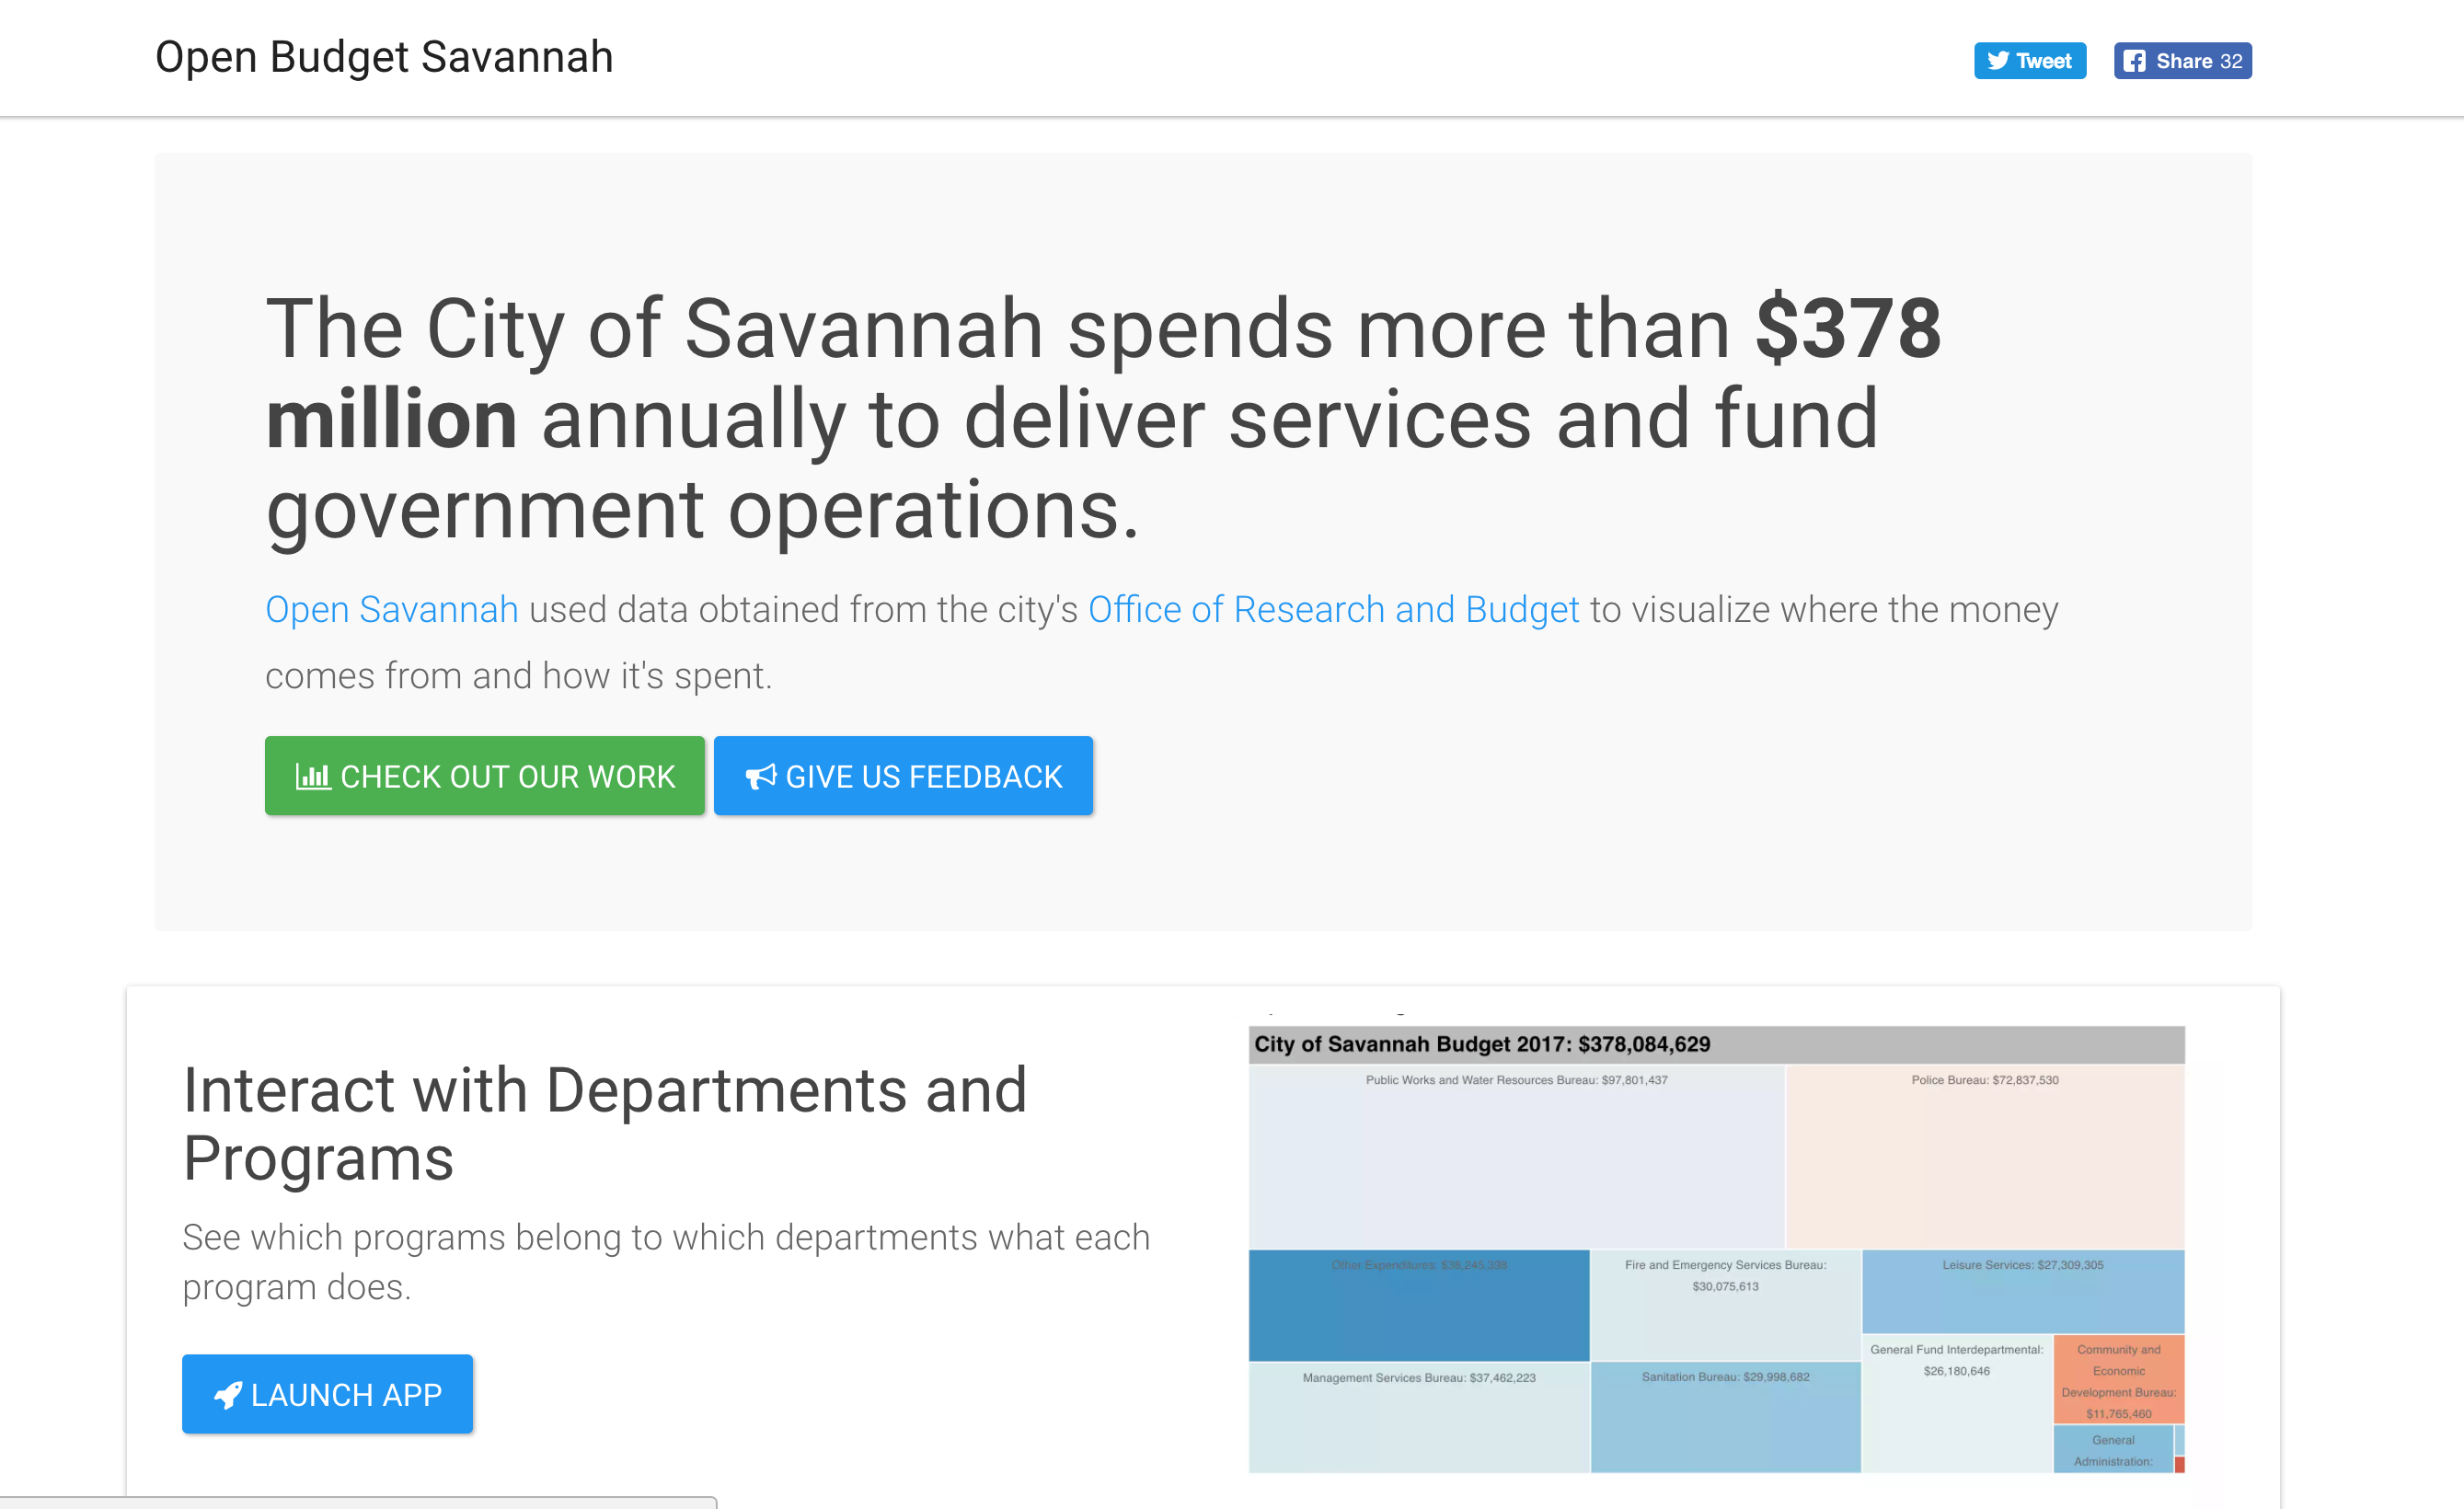 Open Budget Savannah
Tweet
Share 32
The City of Savannah spends more than $378
million annually to deliver services and fund
government operations.
Open Savannah used data obtained from the city's Office of Research and Budget to visualize where the money
comes from and how it's spent.
CHECK OUT OUR WORK
GIVE US FEEDBACK
Interact with Departments and
Programs
See which programs belong to which departments what each
program does.
LAUNCH APP
City of Savannah Budget 2017: $378,084,629
Public Works and Water Resources Bureau: $97,801,437
Police Bureau: $72,837,530
Other Expenditures: $36,245,398
Fire and Emergency Services Bureau:
$30,075,613
Leisure Services: $27,309,305
Management Services Bureau: $37,462,223
Sanitation Bureau: $29,998,682
General Fund Interdepartmental:
$26,180,646
Community and
Economic
Development Bureau:
$11,765,460
General
Administration: